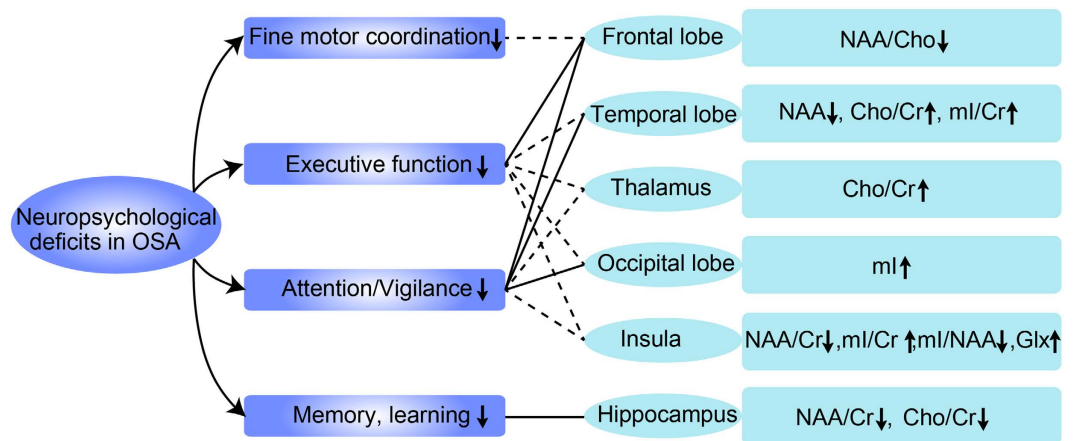 Fine motor coordination↓
Frontal lobe
NAA/Cho↓
Temporal lobe
NAA↓, Cho/Cr↑, mI/Cr↑
Executive function ↓
Thalamus
Cho/Cr↑
Neuropsychological
deficits in OSA
Occipital lobe
mI↑
Attention/Vigilance ↓
Insula
NAA/Cr↓,mI/Cr ↑,mI/NAA↓,Glx↑
Memory, learning ↓
Hippocampus
NAA/Cr↓, Cho/Cr↓